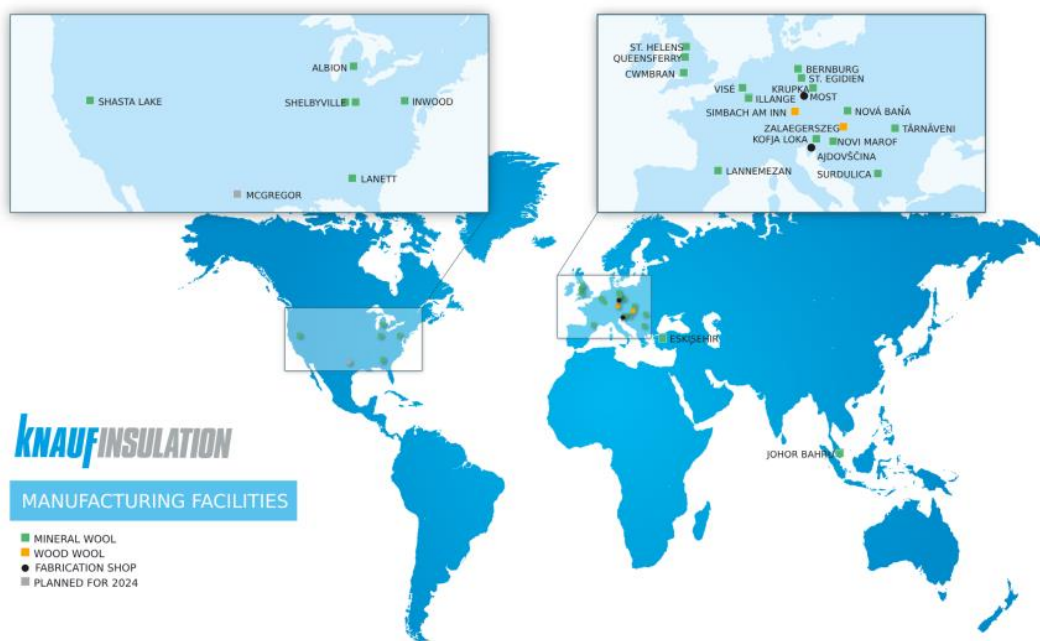 ALBION
SHASTA LAKE
SHELBYVILLE
INWOOD
LANETT
MCGREGOR
ST. HELENS
QUEENSFERRY
CWMBRAN
BERNBURG
ST. EGIDIEN
VISÉ
KRUPKA
ILLANGE
MOST
SIMBACH AM INN
NOVÁ BAŇA
ZALAEGERSZEG
TÂRNĂVENI
KOFJA LOKA
NOVI MAROF
AJDOVŠČINA
LANNEMEZAN
SURDULICA
ESKIŞEHIR
JOHOR BAHRU
KNAUFINSULATION
MANUFACTURING FACILITIES
MINERAL WOOL
WOOD WOOL
FABRICATION SHOP
PLANNED FOR 2024